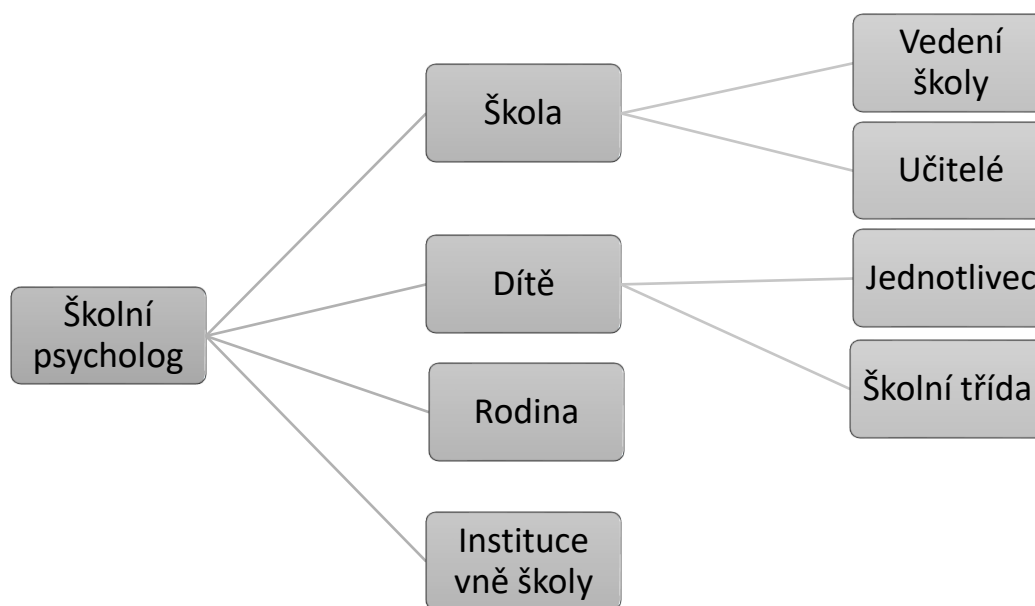 Školní
psycholog
Škola
Dítě
Rodina
Instituce
vně školy
Vedení
školy
Učitelé
Jednotlivec
Školní třída